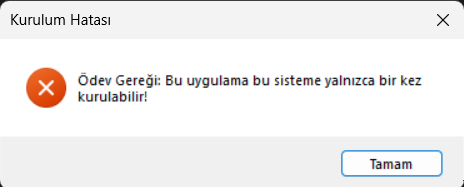 Kurulum Hatası
Ödev Gereği: Bu uygulama bu sisteme yalnızca bir kez
kurulabilir!
Tamam